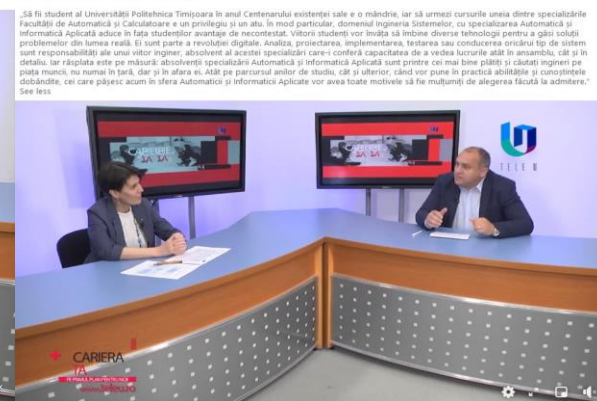 „Să fii student al Universității Politehnica Timișoara în anul Centenarului existenței sale e o mândrie, iar să urmezi cursurile uneia dintre specializările
Facultății de Automatică și Calculatoare e un privilegiu și un atu. În mod particular, domeniul Ingineria Sistemelor, cu specializarea Automatică și
Informatică Aplicată aduce în fața studenților avantaje de necontestat. Viitorii studenți vor învăța să îmbine diverse tehnologii pentru a găsi soluții
problemelor din lumea reală. Ei sunt parte a revoluției digitale. Analiza, proiectarea, implementarea, testarea sau conducerea oricărui tip de sistem
sunt responsabilități ale unui viitor inginer, absolvent al acestei specializări care-i conferă capacitatea de a vedea lucrurile atât în ansamblu, cât și în
detaliu. Iar răsplata este pe măsură: absolvenții specializării Automatică și Informatică Aplicată sunt printre cei mai bine plătiți și căutați ingineri pe
piața muncii, nu numai în țară, dar și în afara ei. Atât pe parcursul anilor de studiu, cât și ulterior, când vor pune în practică abilitățile și cunoștințele
dobândite, cei care pășesc acum în sfera Automaticii și Informaticii Aplicate vor avea toate motivele să fie mulțumiți de alegerea făcută la admitere.”
See less
CARIERA
TA
CARIERA
TA
TELE U
CARIERA
TA
PE PRIMUL PLAN PENTRU NOI!